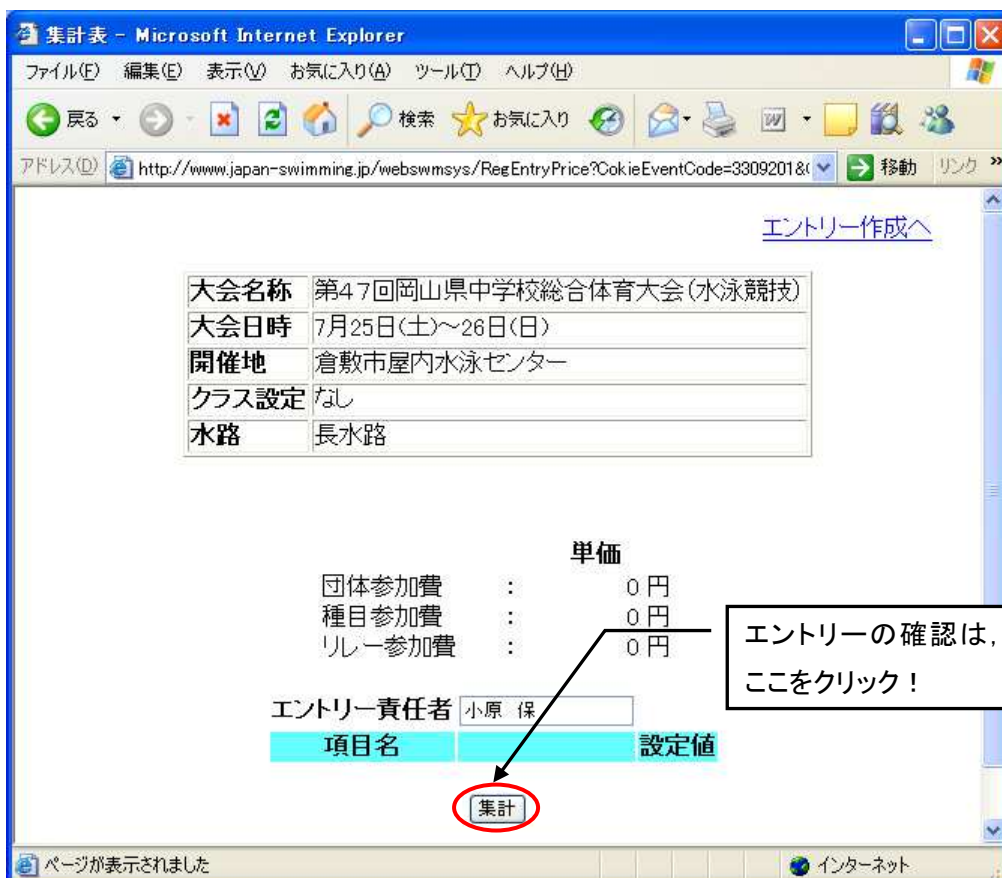 集計表 - Microsoft Internet Explorer
ファイル(F) 編集(E) 表示(V) お気に入り(A) ツール(T) ヘルプ(H)
戻る 検索 お気に入り
アドレス(D) http://www.japan-swimming.jp/webswmsys/RegEntryPrice?CokieEventCode=3309201&( 移動 リンク »
エントリー作成へ
大会名称 第47回岡山県中学校総合体育大会(水泳競技)
大会日時 7月25日(土)～26日(日)
開催地 倉敷市屋内水泳センター
クラス設定 なし
水路 長水路
単価
団体参加費 : 0 円
種目参加費 : 0 円
リレー参加費 : 0 円
エントリーの確認は，
ここをクリック！
エントリー責任者 小原 保
項目名 設定値
集計
ページが表示されました インターネット